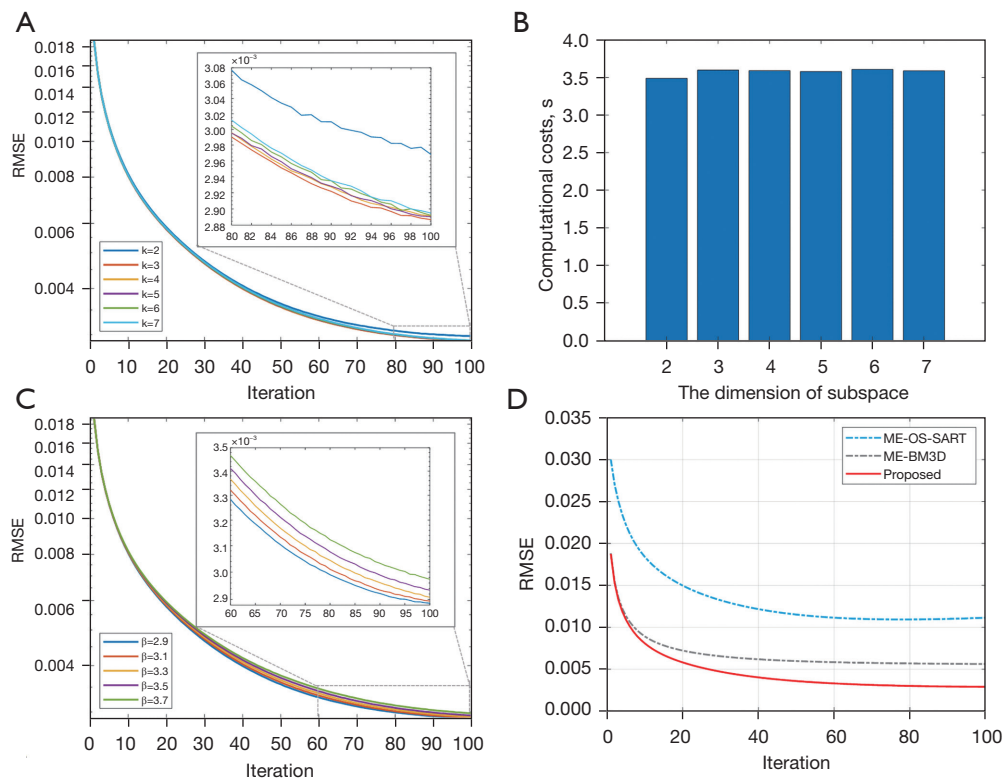 A
0.018
0.016
0.014
0.012
0.010
0.008
0.006
0.004
RMSE
×10⁻³
3.08
3.08
3.06
3.04
3.02
3.00
2.98
2.96
2.94
2.92
2.90
2.88
80 82 84 86 88 90 92 94 96 98 100
k=2
k=3
k=4
k=5
k=6
k=7
0 10 20 30 40 50 60 70 80 90 100
Iteration
B
4.0
3.5
3.0
2.5
2.0
1.5
1.0
0.5
0.0
Computational costs, s
2 3 4 5 6 7
The dimension of subspace
C
0.018
0.016
0.014
0.012
0.010
0.008
0.006
0.004
RMSE
×10⁻³
3.5
3.4
3.3
3.2
3.1
3.0
2.9
60 65 70 75 80 85 90 95 100
β=2.9
β=3.1
β=3.3
β=3.5
β=3.7
0 10 20 30 40 50 60 70 80 90 100
Iteration
D
0.035
0.030
0.025
0.020
0.015
0.010
0.005
0.000
RMSE
ME-OS-SART
ME-BM3D
Proposed
0 20 40 60 80 100
Iteration